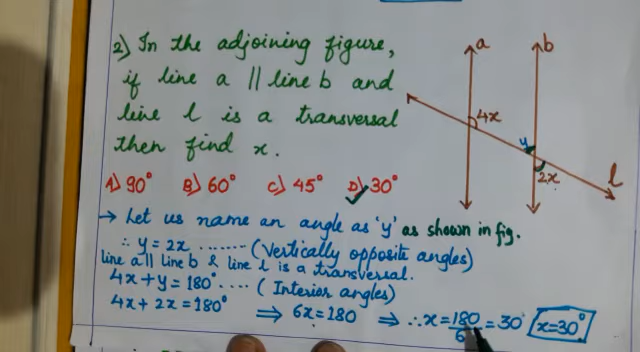 2) In the adjoining figure,
if line a || line b and
line l is a transversal
then find x.
a
b
4x
y
2x
l
A) 90° B) 60° C) 45° D) 30°
→ Let us name an angle as 'y' as shown in fig.
∴ y = 2x ........ (Vertically opposite angles)
line a || line b & line l is a transversal.
4x + y = 180° .... (Interior angles)
4x + 2x = 180° ⇒ 6x = 180 ⇒ ∴ x = 180/6 = 30° x = 30°